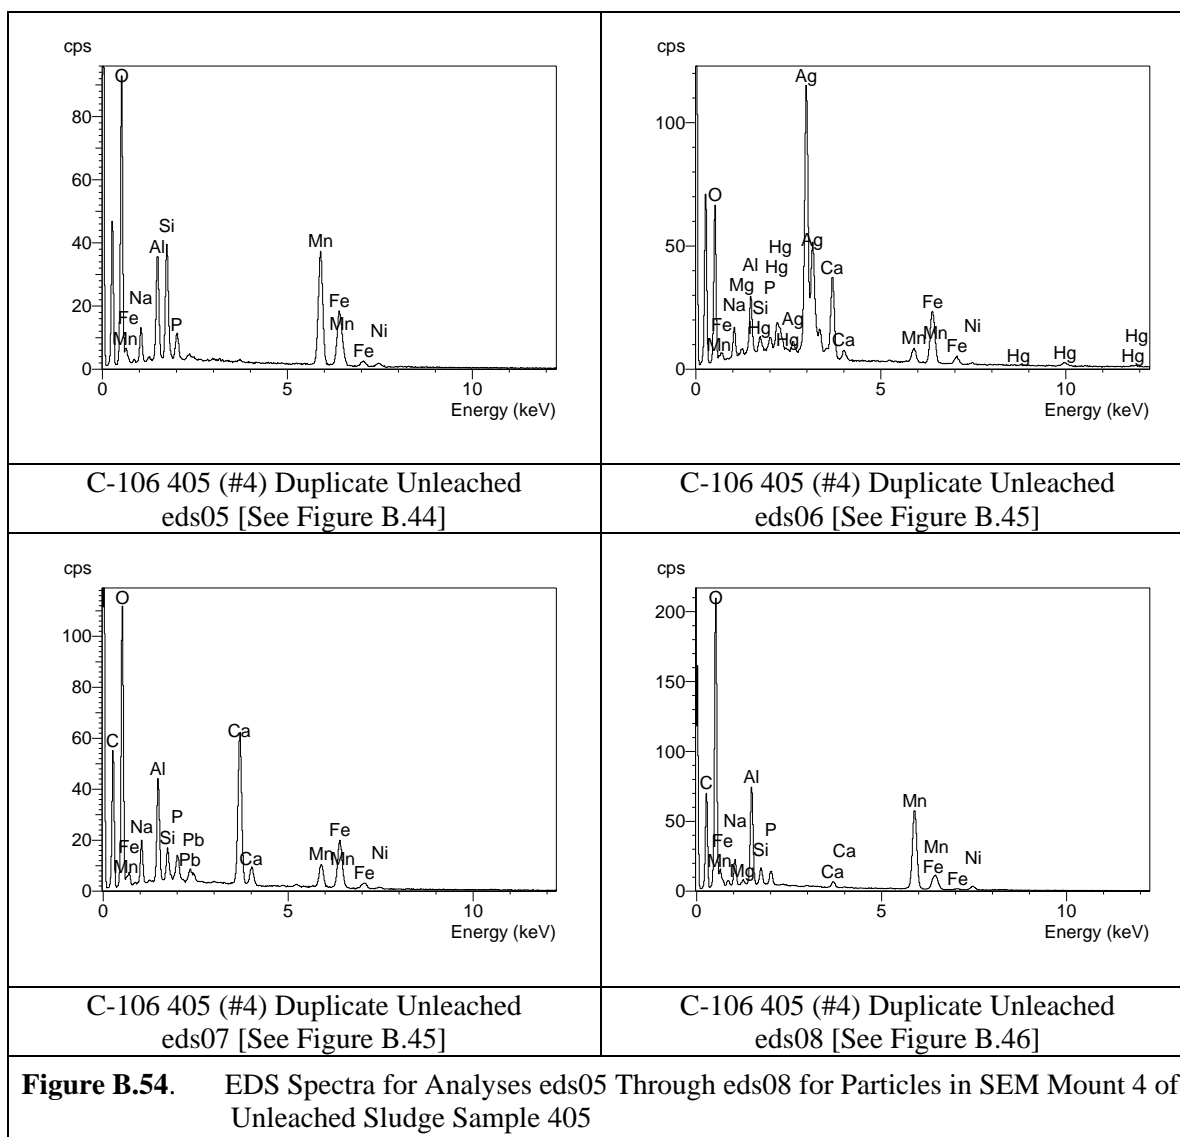 cps
80
60
40
20
0
O
Fe
Mn
Na
Al
Si
P
Mn
Fe
Mn
Fe
Ni
0
5
10
Energy (keV)
C-106 405 (#4) Duplicate Unleached
eds05 [See Figure B.44]
cps
100
50
0
O
Fe
Mn
Na
Mg
Al
Si
Hg
P
Hg
Hg
Ag
Hg
Ag
Ag
Ca
Ca
Mn
Fe
Mn
Fe
Ni
Hg
Hg
Hg
Hg
0
5
10
Energy (keV)
C-106 405 (#4) Duplicate Unleached
eds06 [See Figure B.45]
cps
100
80
60
40
20
0
C
O
Fe
Mn
Na
Al
Si
P
Pb
Pb
Ca
Ca
Mn
Fe
Mn
Fe
Ni
0
5
10
Energy (keV)
C-106 405 (#4) Duplicate Unleached
eds07 [See Figure B.45]
cps
200
150
100
50
0
C
O
Fe
Mn
Na
Mg
Al
Si
P
Ca
Ca
Mn
Mn
Fe
Fe
Ni
0
5
10
Energy (keV)
C-106 405 (#4) Duplicate Unleached
eds08 [See Figure B.46]
Figure B.54. EDS Spectra for Analyses eds05 Through eds08 for Particles in SEM Mount 4 of
Unleached Sludge Sample 405